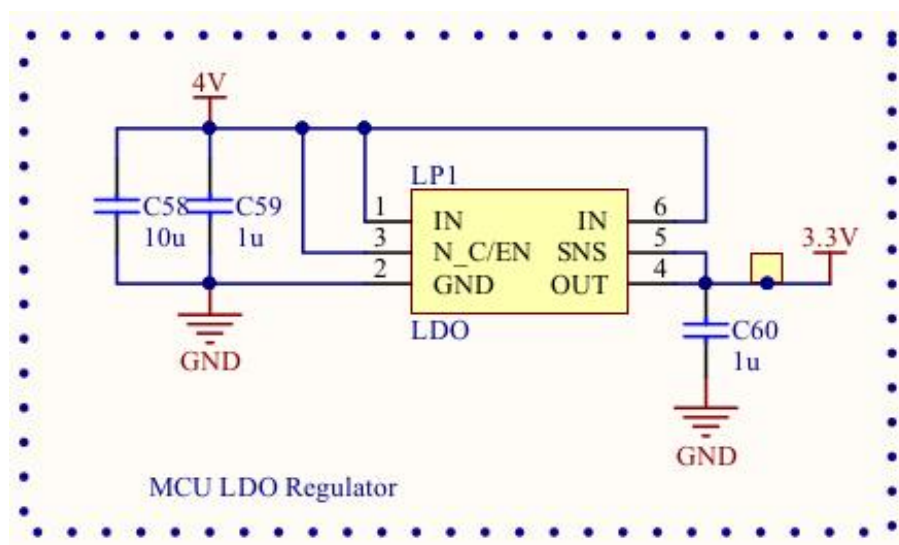 4V
C58
10u
C59
1u
LP1
1
IN
IN
6
3
N_C/EN
SNS
5
2
GND
OUT
4
LDO
3.3V
C60
1u
GND
GND
MCU LDO Regulator